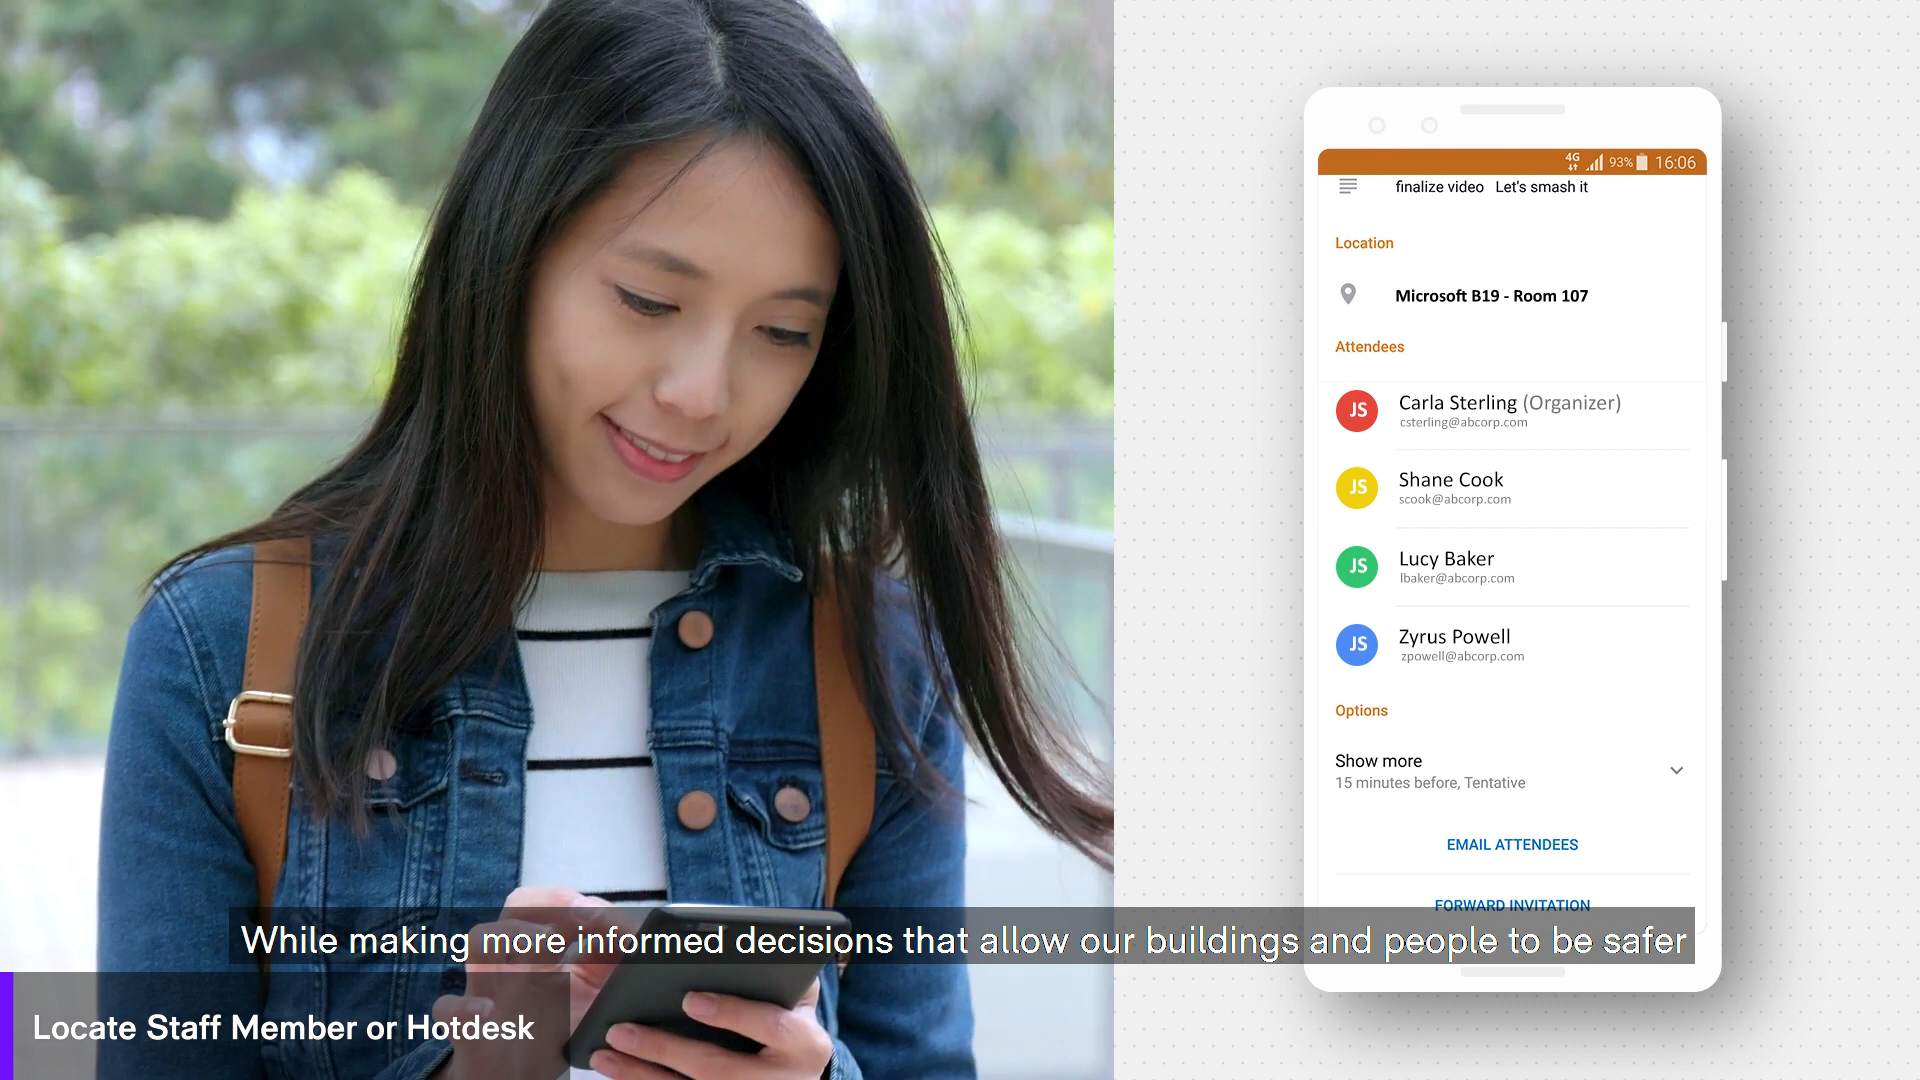 4G 93% 16:06
finalize video Let's smash it
Location
Microsoft B19 - Room 107
Attendees
JS Carla Sterling (Organizer)
csterling@abcorp.com
JS Shane Cook
scook@abcorp.com
JS Lucy Baker
lbaker@abcorp.com
JS Zyrus Powell
zpowell@abcorp.com
Options
Show more
15 minutes before, Tentative
EMAIL ATTENDEES
FORWARD INVITATION
While making more informed decisions that allow our buildings and people to be safer
Locate Staff Member or Hotdesk